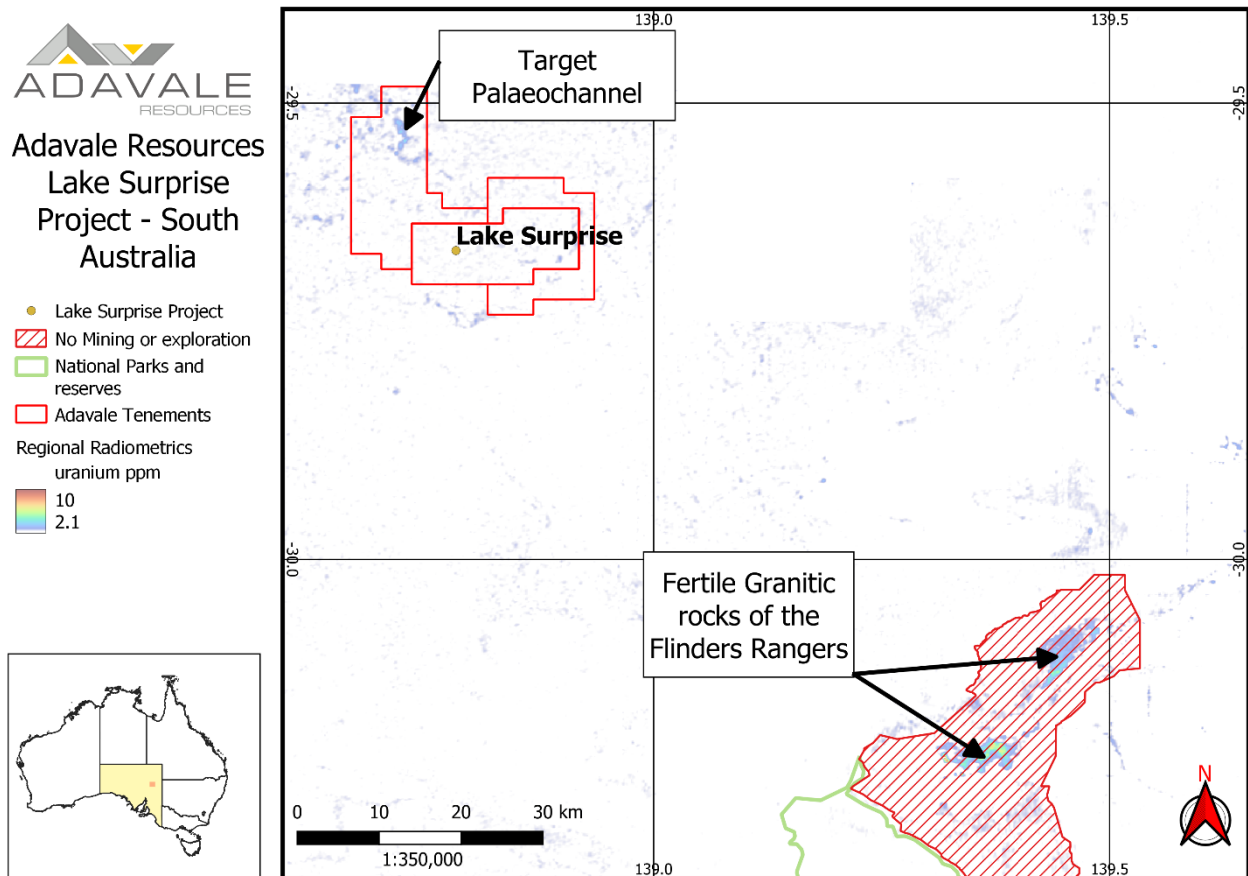 ADAVALE
RESOURCES
Adavale Resources
Lake Surprise
Project - South
Australia
Lake Surprise Project
No Mining or exploration
National Parks and
reserves
Adavale Tenements
Regional Radiometrics
uranium ppm
10
2.1
139.0
139.5
Target
Palaeochannel
-29.5
-29.5
Lake Surprise
-30.0
-30.0
Fertile Granitic
rocks of the
Flinders Rangers
0 10 20 30 km
1:350,000
139.0
139.5
N